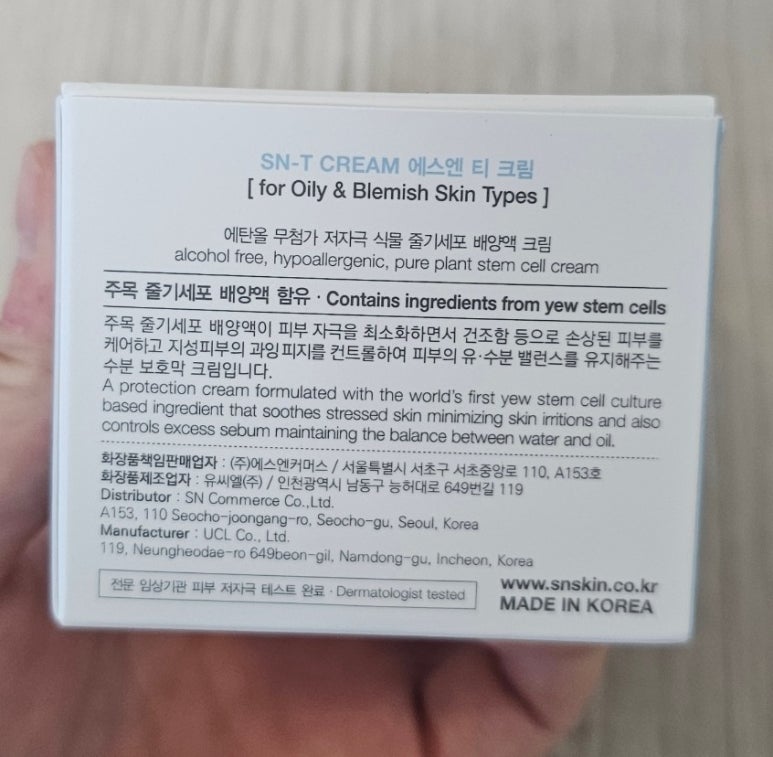 SN-T CREAM 에스엔 티 크림
[ for Oily & Blemish Skin Types ]
에탄올 무첨가 저자극 식물 줄기세포 배양액 크림
alcohol free, hypoallergenic, pure plant stem cell cream
주목 줄기세포 배양액 함유 · Contains ingredients from yew stem cells
주목 줄기세포 배양액이 피부 자극을 최소화하면서 건조함 등으로 손상된 피부를
케어하고 지성피부의 과잉피지를 컨트롤하여 피부의 유·수분 밸런스를 유지해주는
수분 보호막 크림입니다.
A protection cream formulated with the world's first yew stem cell culture
based ingredient that soothes stressed skin minimizing skin irritions and also
controls excess sebum maintaining the balance between water and oil.
화장품책임판매업자 : (주)에스엔커머스 / 서울특별시 서초구 서초중앙로 110, A153호
화장품제조업자 : 유씨엘(주) / 인천광역시 남동구 능허대로 649번길 119
Distributor : SN Commerce Co.,Ltd.
A153, 110 Seocho-joongang-ro, Seocho-gu, Seoul, Korea
Manufacturer : UCL Co., Ltd.
119, Neungheodae-ro 649beon-gil, Namdong-gu, Incheon, Korea
전문 임상기관 피부 저자극 테스트 완료 · Dermatologist tested
www.snskin.co.kr
MADE IN KOREA